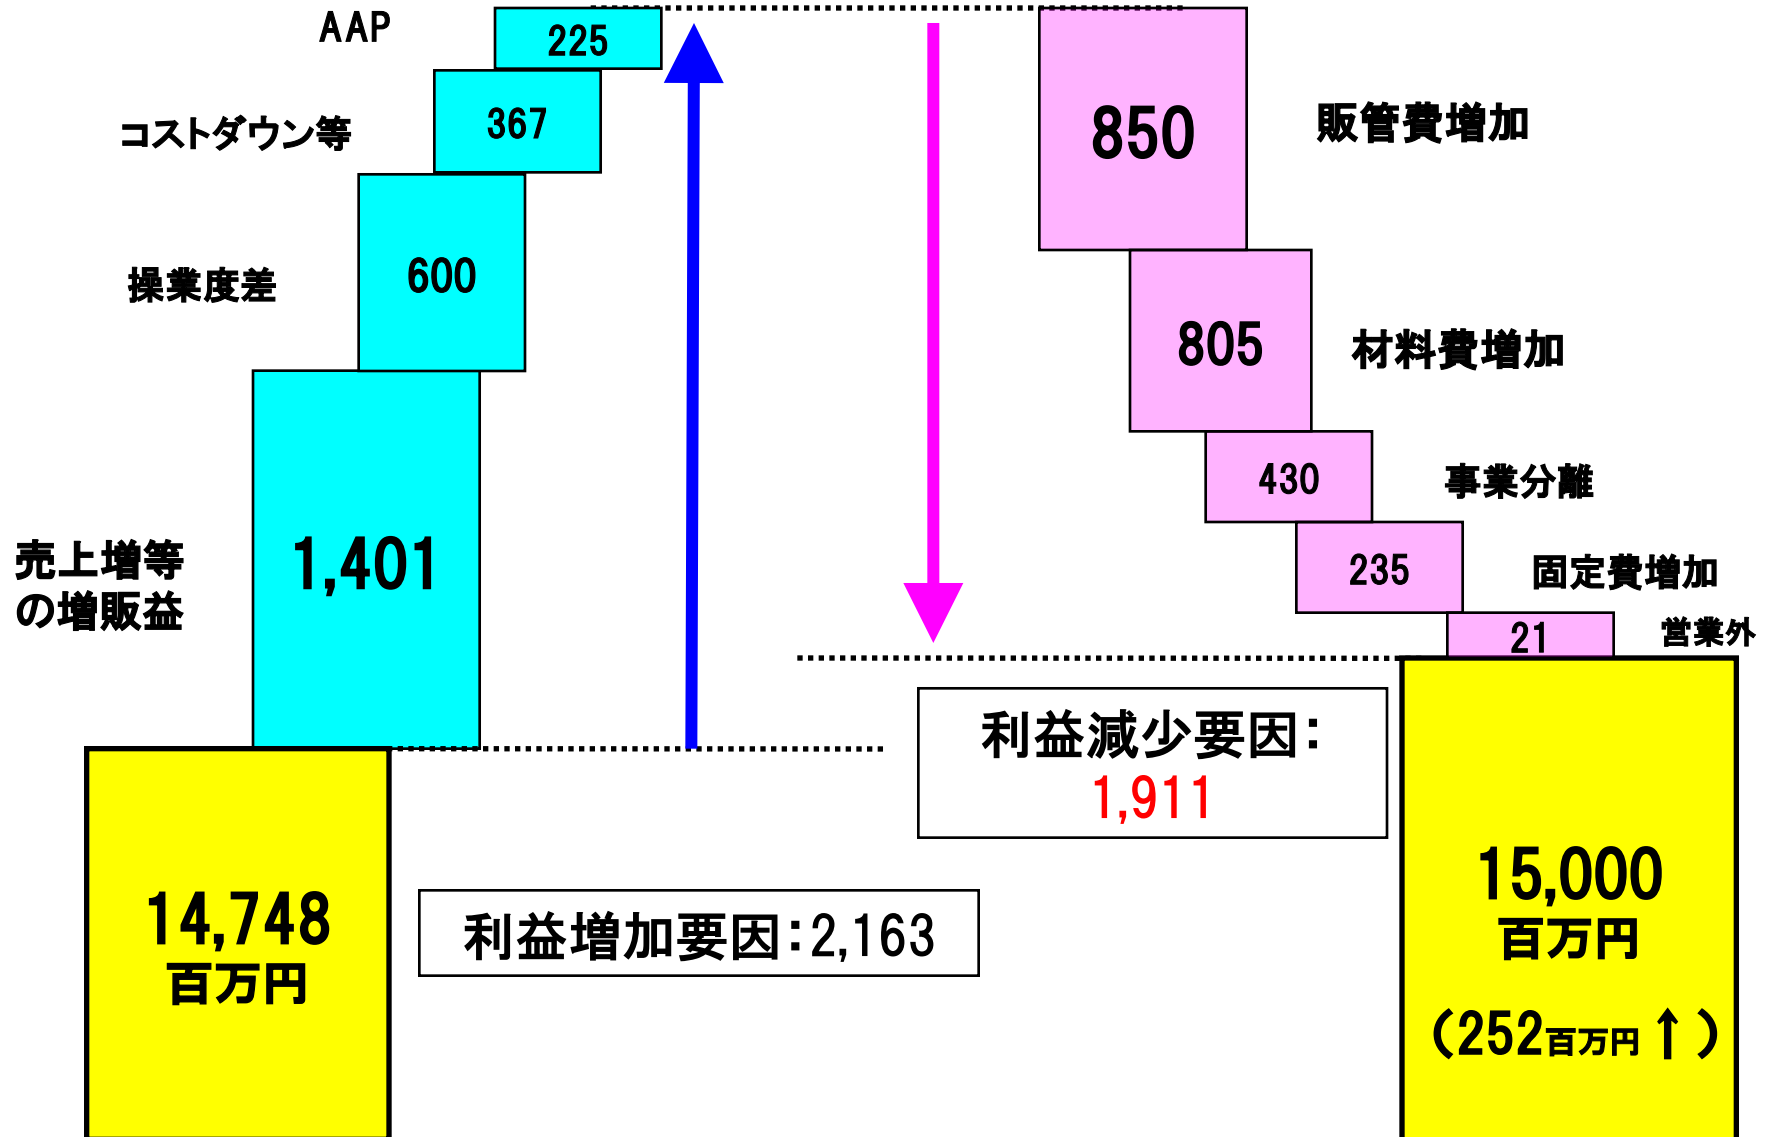 AAP
225
コストダウン等
367
操業度差
600
売上増等
の増販益
1,401
14,748
百万円
利益増加要因：2,163
850
販管費増加
805
材料費増加
430
事業分離
235
固定費増加
21
営業外
利益減少要因：
1,911
15,000
百万円
（252百万円↑）